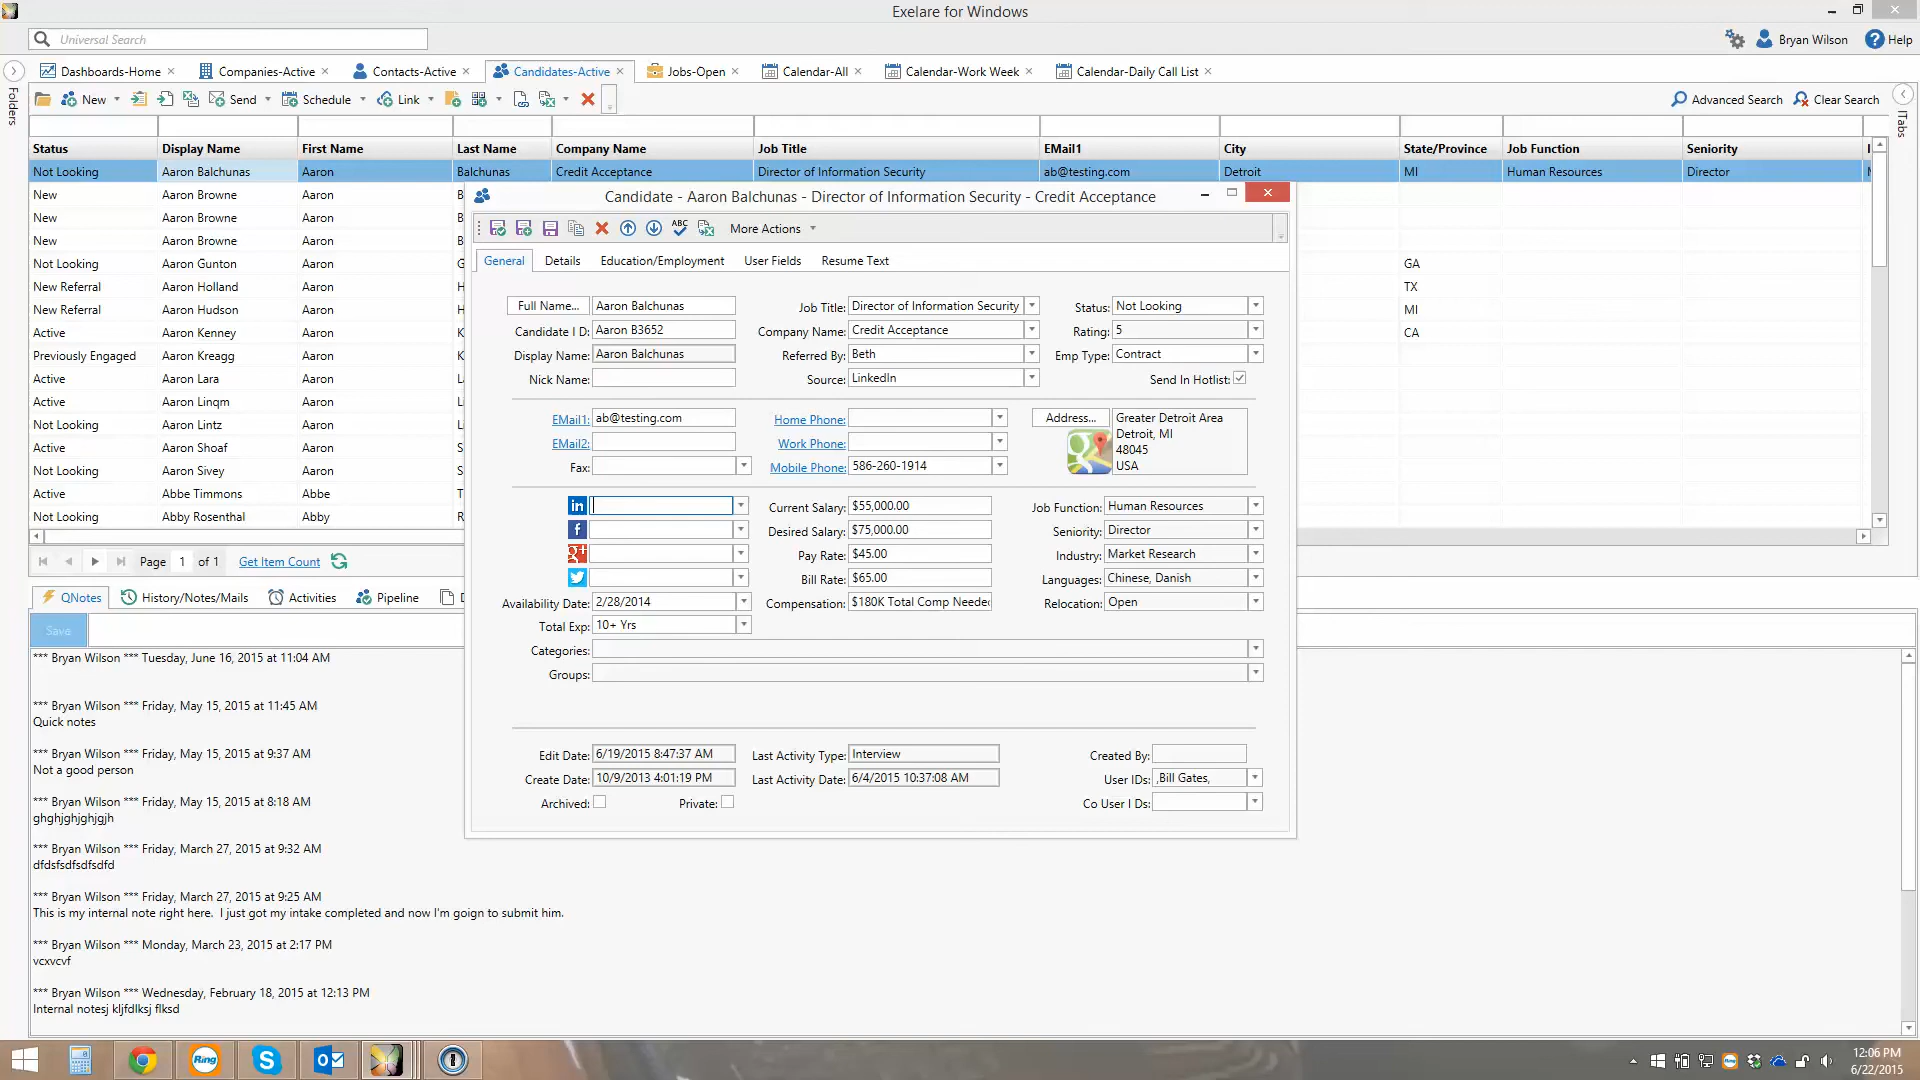 Exelare for Windows
Universal Search
Bryan Wilson Help
Folders
Dashboards-Home Companies-Active Contacts-Active Candidates-Active Jobs-Open Calendar-All Calendar-Work Week Calendar-Daily Call List
New Send Schedule Link Advanced Search Clear Search
ITabs
Status Display Name First Name Last Name Company Name Job Title EMail1 City State/Province Job Function Seniority
Not Looking Aaron Balchunas Aaron Balchunas Credit Acceptance Director of Information Security ab@testing.com Detroit MI Human Resources Director
New Aaron Browne Aaron B
New Aaron Browne Aaron B
New Aaron Browne Aaron B
Not Looking Aaron Gunton Aaron G GA
New Referral Aaron Holland Aaron H TX
New Referral Aaron Hudson Aaron H MI
Active Aaron Kenney Aaron K CA
Previously Engaged Aaron Kreagg Aaron K
Active Aaron Lara Aaron L
Active Aaron Linqm Aaron L
Not Looking Aaron Lintz Aaron L
Active Aaron Shoaf Aaron S
Not Looking Aaron Sivey Aaron S
Active Abbe Timmons Abbe T
Not Looking Abby Rosenthal Abby R
Page 1 of 1 Get Item Count
QNotes History/Notes/Mails Activities Pipeline D
Save
*** Bryan Wilson *** Tuesday, June 16, 2015 at 11:04 AM
*** Bryan Wilson *** Friday, May 15, 2015 at 11:45 AM
Quick notes
*** Bryan Wilson *** Friday, May 15, 2015 at 9:37 AM
Not a good person
*** Bryan Wilson *** Friday, May 15, 2015 at 8:18 AM
ghghjghjghjgjh
*** Bryan Wilson *** Friday, March 27, 2015 at 9:32 AM
dfdsfsdfsdfsdfd
*** Bryan Wilson *** Friday, March 27, 2015 at 9:25 AM
This is my internal note right here. I just got my intake completed and now I'm goign to submit him.
*** Bryan Wilson *** Monday, March 23, 2015 at 2:17 PM
vcxvcvf
*** Bryan Wilson *** Wednesday, February 18, 2015 at 12:13 PM
Internal notesj kljfdlksj flksd
Candidate - Aaron Balchunas - Director of Information Security - Credit Acceptance
ABC More Actions
General Details Education/Employment User Fields Resume Text
Full Name... Aaron Balchunas Job Title: Director of Information Security Status: Not Looking
Candidate I D: Aaron B3652 Company Name: Credit Acceptance Rating: 5
Display Name: Aaron Balchunas Referred By: Beth Emp Type: Contract
Nick Name: Source: LinkedIn Send In Hotlist:
EMail1: ab@testing.com Home Phone: Address... Greater Detroit Area
Detroit, MI
EMail2: Work Phone: 48045
Fax: Mobile Phone: 586-260-1914 USA
in Current Salary: $55,000.00 Job Function: Human Resources
f Desired Salary: $75,000.00 Seniority: Director
g+ Pay Rate: $45.00 Industry: Market Research
Bill Rate: $65.00 Languages: Chinese, Danish
Availability Date: 2/28/2014 Compensation: $180K Total Comp Neede Relocation: Open
Total Exp: 10+ Yrs
Categories:
Groups:
Edit Date: 6/19/2015 8:47:37 AM Last Activity Type: Interview Created By:
Create Date: 10/9/2013 4:01:19 PM Last Activity Date: 6/4/2015 10:37:08 AM User IDs: ,Bill Gates,
Archived: Private: Co User I Ds:
Ring
12:06 PM
6/22/2015